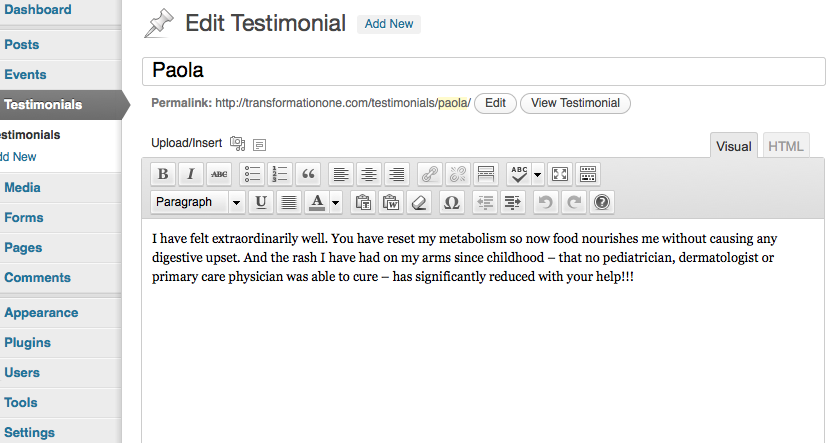 Dashboard
Posts
Events
Testimonials
estimonials
dd New
Media
Forms
Pages
Comments
Appearance
Plugins
Users
Tools
Settings
Edit Testimonial Add New
Paola
Permalink: http://transformationone.com/testimonials/paola/ Edit View Testimonial
Upload/Insert Visual HTML
B I ABC ABC
Paragraph U A T W Ω ?
I have felt extraordinarily well. You have reset my metabolism so now food nourishes me without causing any
digestive upset. And the rash I have had on my arms since childhood – that no pediatrician, dermatologist or
primary care physician was able to cure – has significantly reduced with your help!!!